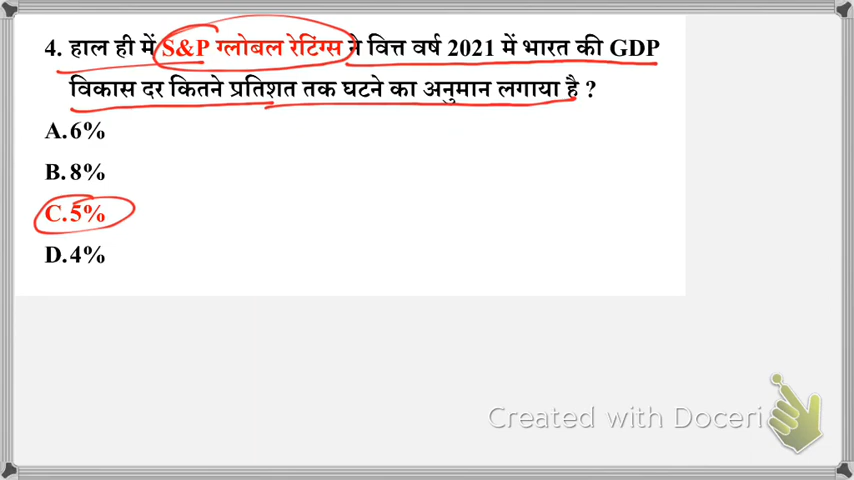 4. हाल ही में S&P ग्लोबल रेटिंग्स ने वित्त वर्ष 2021 में भारत की GDP
विकास दर कितने प्रतिशत तक घटने का अनुमान लगाया है ?
A.6%
B.8%
C.5%
D.4%
Created with Doceri